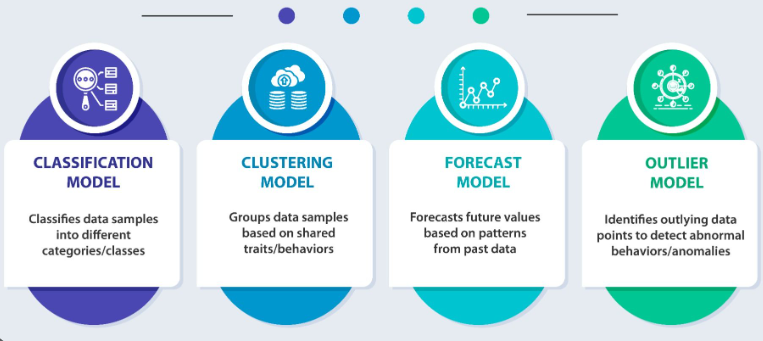 CLASSIFICATION
MODEL
Classifies data samples
into different
categories/classes
CLUSTERING
MODEL
Groups data samples
based on shared
traits/behaviors
FORECAST
MODEL
Forecasts future values
based on patterns
from past data
OUTLIER
MODEL
Identifies outlying data
points to detect abnormal
behaviors/anomalies